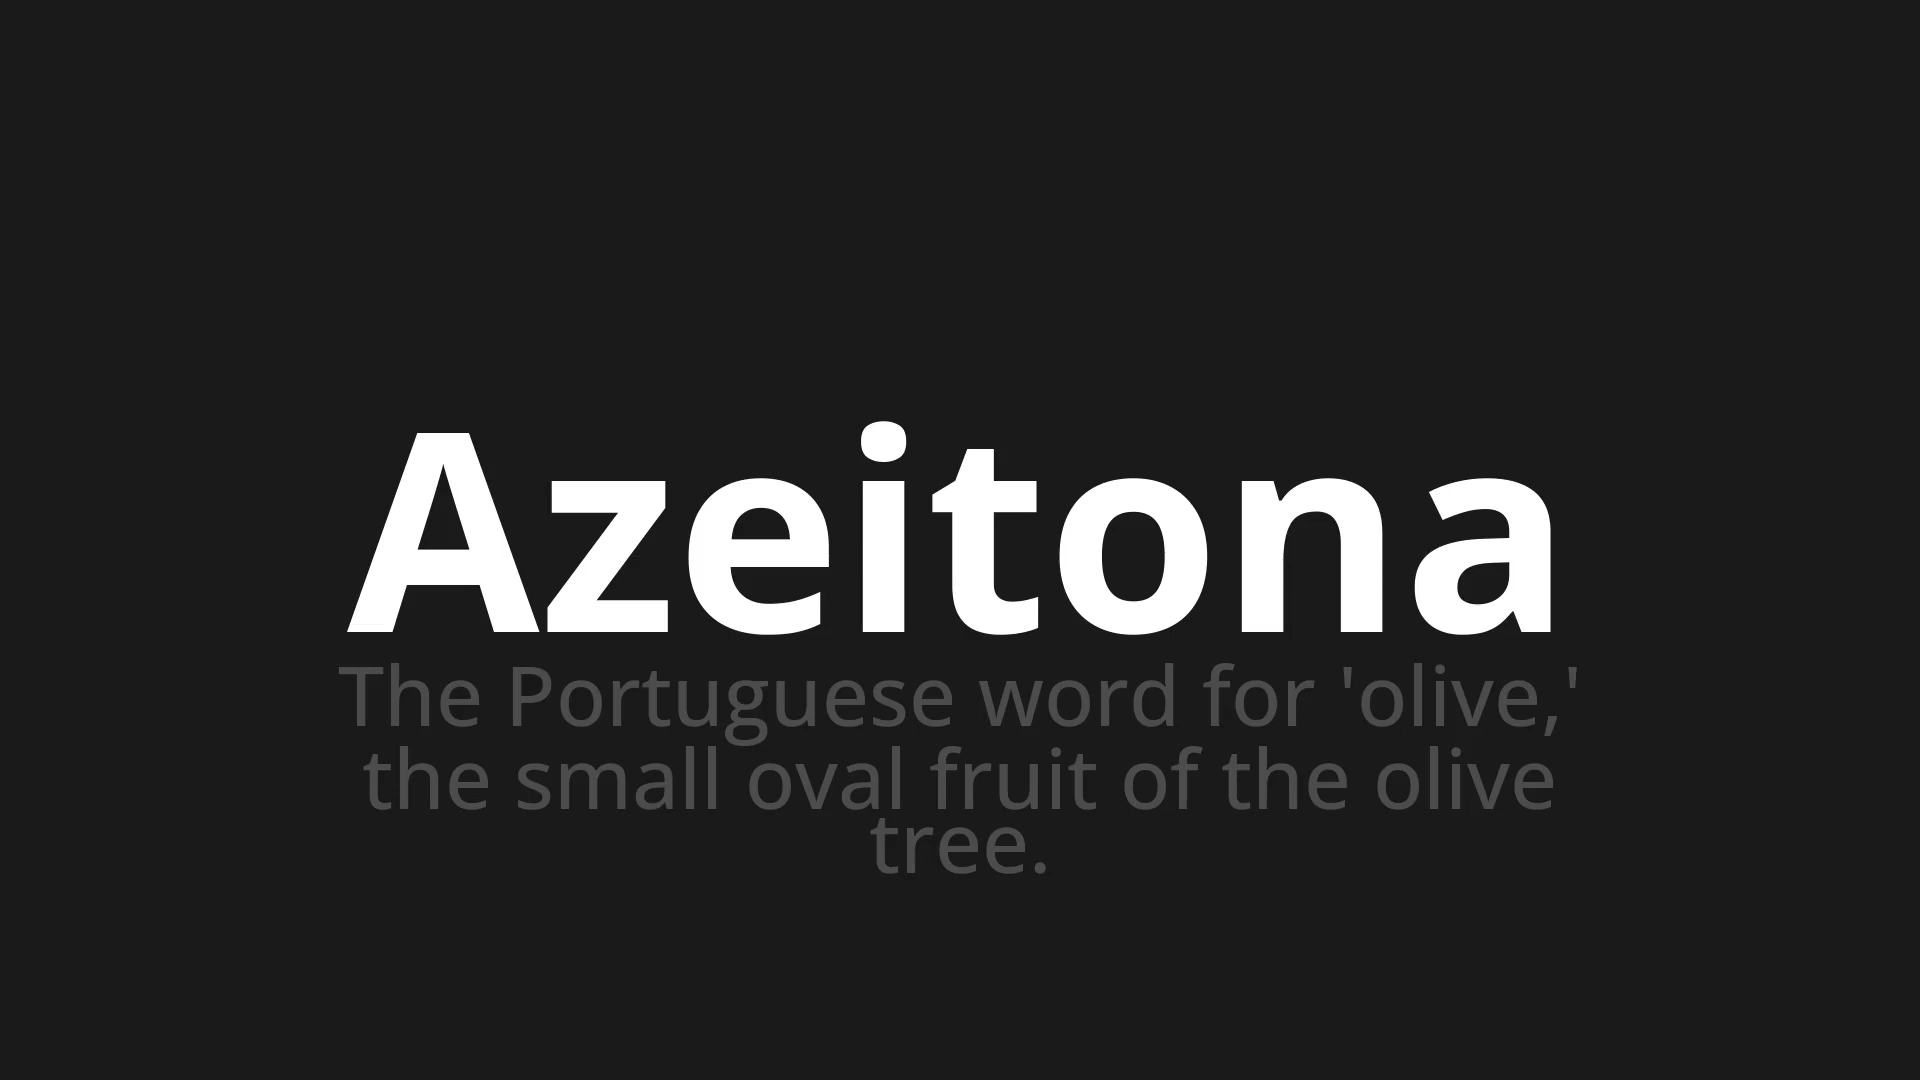 Azeitona
The Portuguese word for 'olive,'
the small oval fruit of the olive
tree.